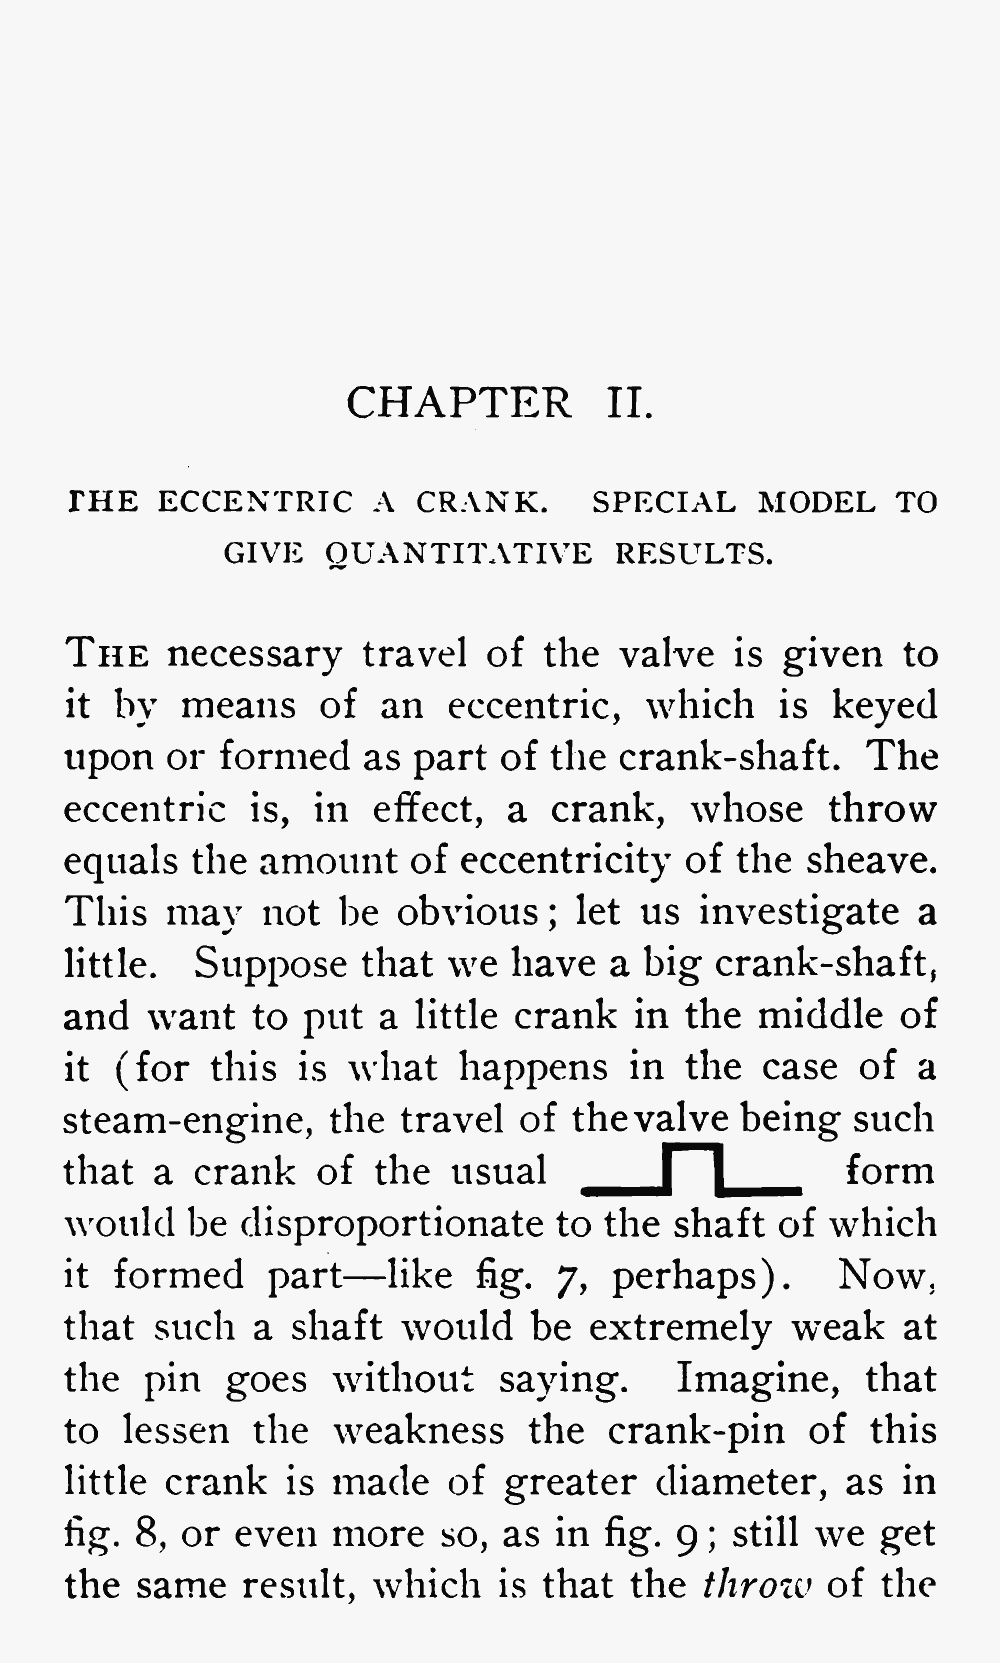 CHAPTER II.
THE ECCENTRIC A CRANK. SPECIAL MODEL TO
GIVE QUANTITATIVE RESULTS.
THE necessary travel of the valve is given to
it by means of an eccentric, which is keyed
upon or formed as part of the crank-shaft. The
eccentric is, in effect, a crank, whose throw
equals the amount of eccentricity of the sheave.
This may not be obvious; let us investigate a
little. Suppose that we have a big crank-shaft,
and want to put a little crank in the middle of
it (for this is what happens in the case of a
steam-engine, the travel of the valve being such
that a crank of the usual form
would be disproportionate to the shaft of which
it formed part—like fig. 7, perhaps). Now,
that such a shaft would be extremely weak at
the pin goes without saying. Imagine, that
to lessen the weakness the crank-pin of this
little crank is made of greater diameter, as in
fig. 8, or even more so, as in fig. 9; still we get
the same result, which is that the throw of the